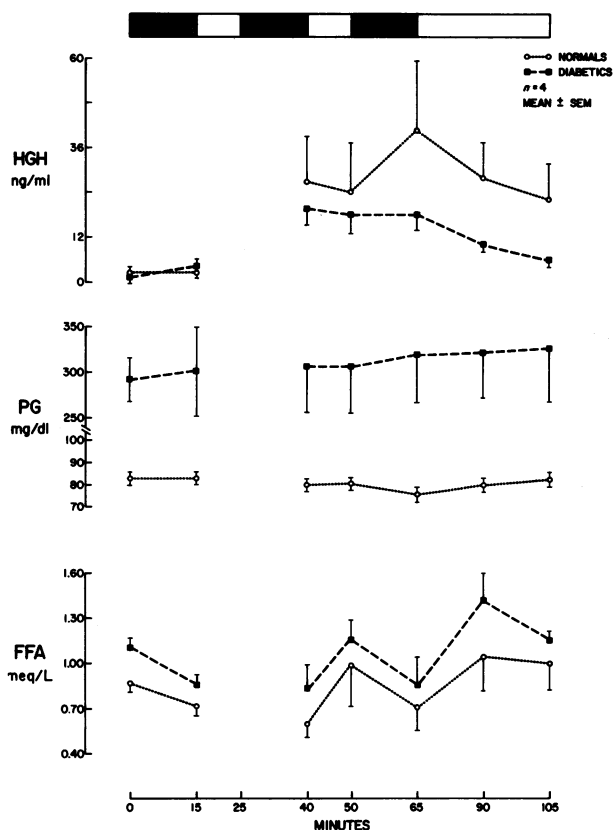 NORMALS
DIABETICS
n=4
MEAN ± SEM
60
36
12
0
HGH
ng/ml
350
300
250
100
90
80
70
PG
mg/dl
1.60
1.30
1.00
0.70
0.40
FFA
meq/L
0 15 25 40 50 65 90 105
MINUTES